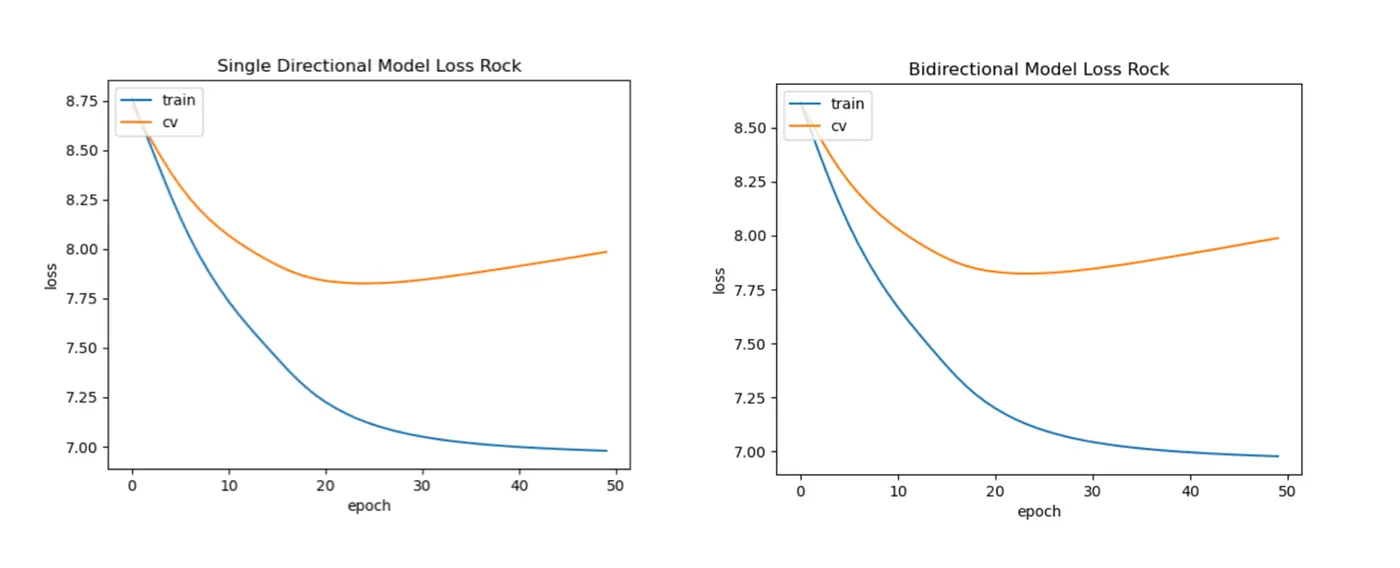 Single Directional Model Loss Rock
train
cv
8.75
8.50
8.25
8.00
7.75
7.50
7.25
7.00
loss
0 10 20 30 40 50
epoch
Bidirectional Model Loss Rock
train
cv
8.50
8.25
8.00
7.75
7.50
7.25
7.00
loss
0 10 20 30 40 50
epoch